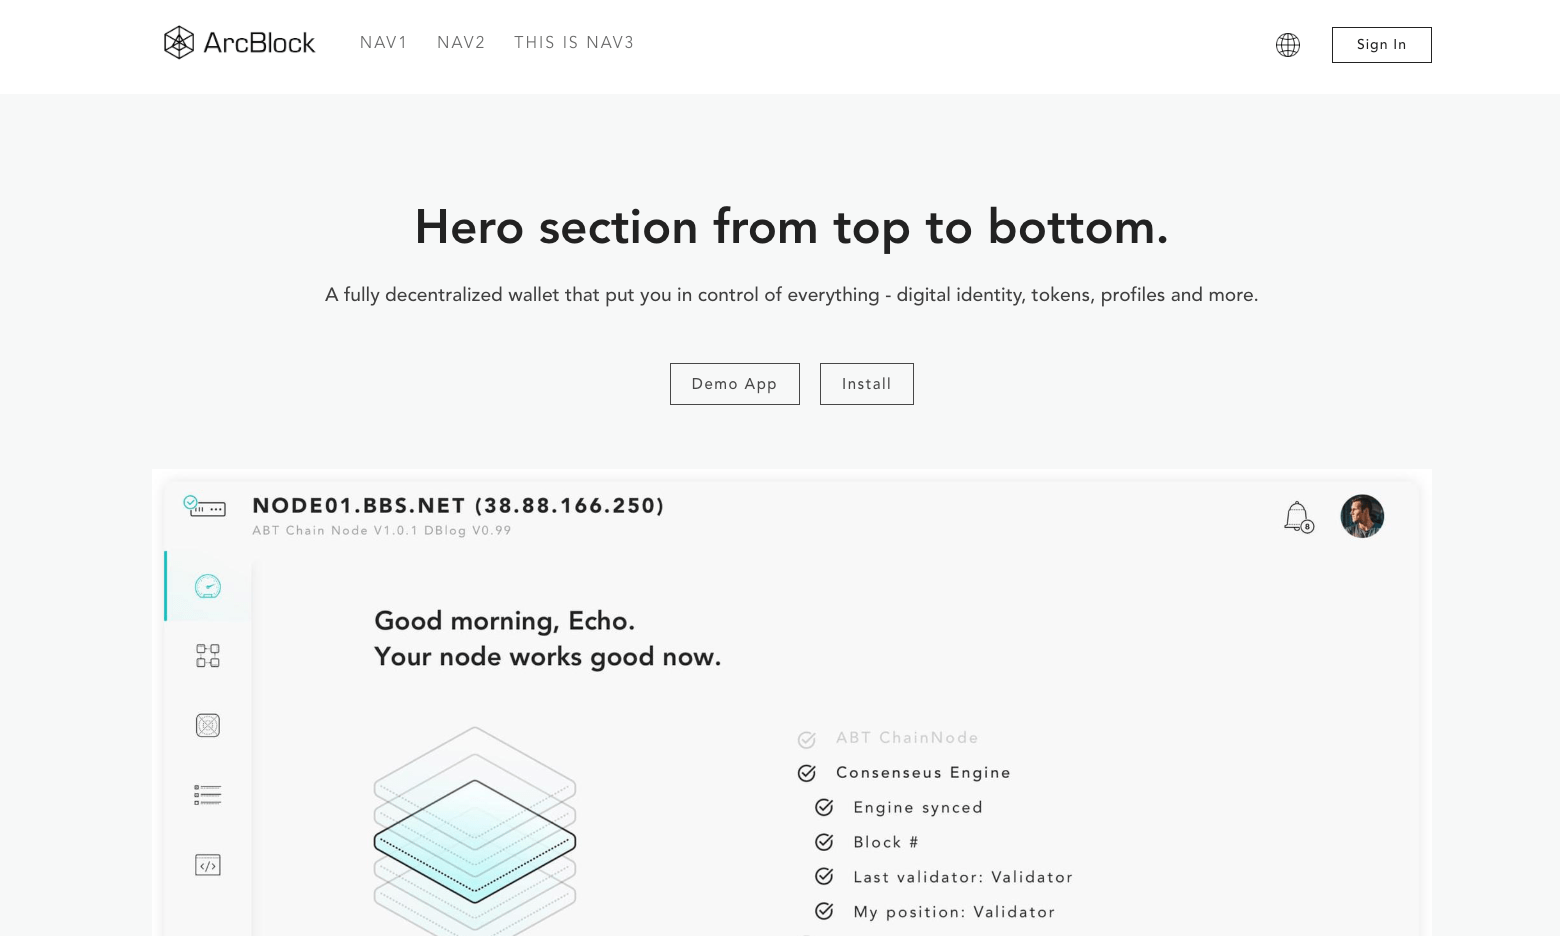 ArcBlock
NAV1 NAV2 THIS IS NAV3
Sign In
Hero section from top to bottom.
A fully decentralized wallet that put you in control of everything - digital identity, tokens, profiles and more.
Demo App
Install
NODE01.BBS.NET (38.88.166.250)
ABT Chain Node V1.0.1 DBlog V0.99
8
Good morning, Echo.
Your node works good now.
ABT ChainNode
Consenseus Engine
Engine synced
Block #
Last validator: Validator
My position: Validator